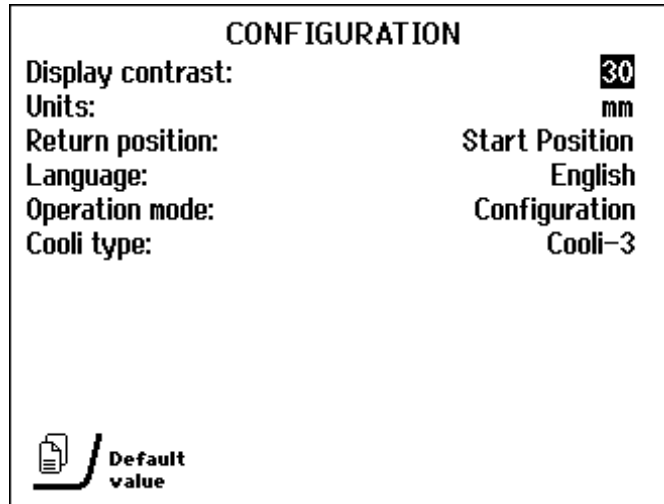 CONFIGURATION
Display contrast: 30
Units: mm
Return position: Start Position
Language: English
Operation mode: Configuration
Cooli type: Cooli-3
Default
value